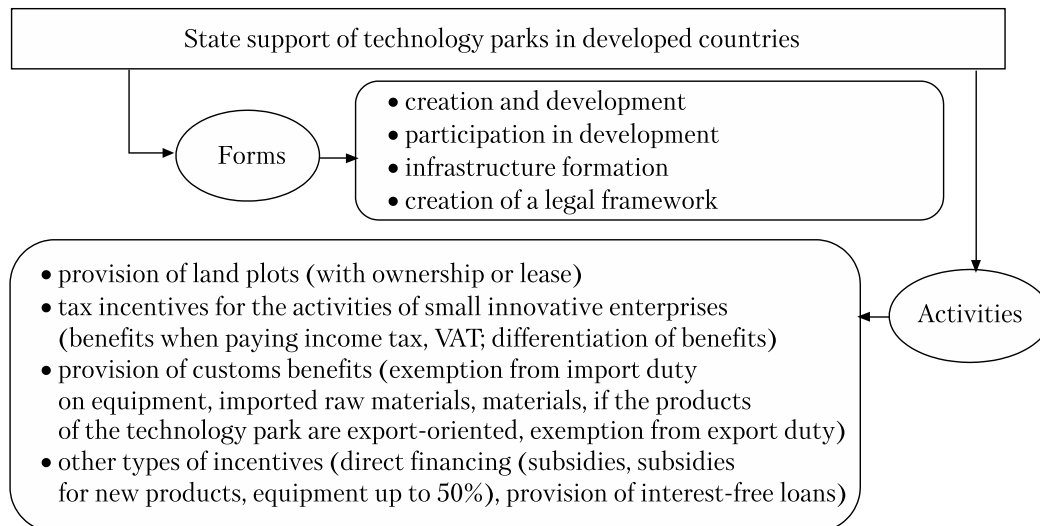 State support of technology parks in developed countries
Forms
• creation and development
• participation in development
• infrastructure formation
• creation of a legal framework
Activities
• provision of land plots (with ownership or lease)
• tax incentives for the activities of small innovative enterprises
(benefits when paying income tax, VAT; differentiation of benefits)
• provision of customs benefits (exemption from import duty
on equipment, imported raw materials, materials, if the products
of the technology park are export-oriented, exemption from export duty)
• other types of incentives (direct financing (subsidies, subsidies
for new products, equipment up to 50%), provision of interest-free loans)